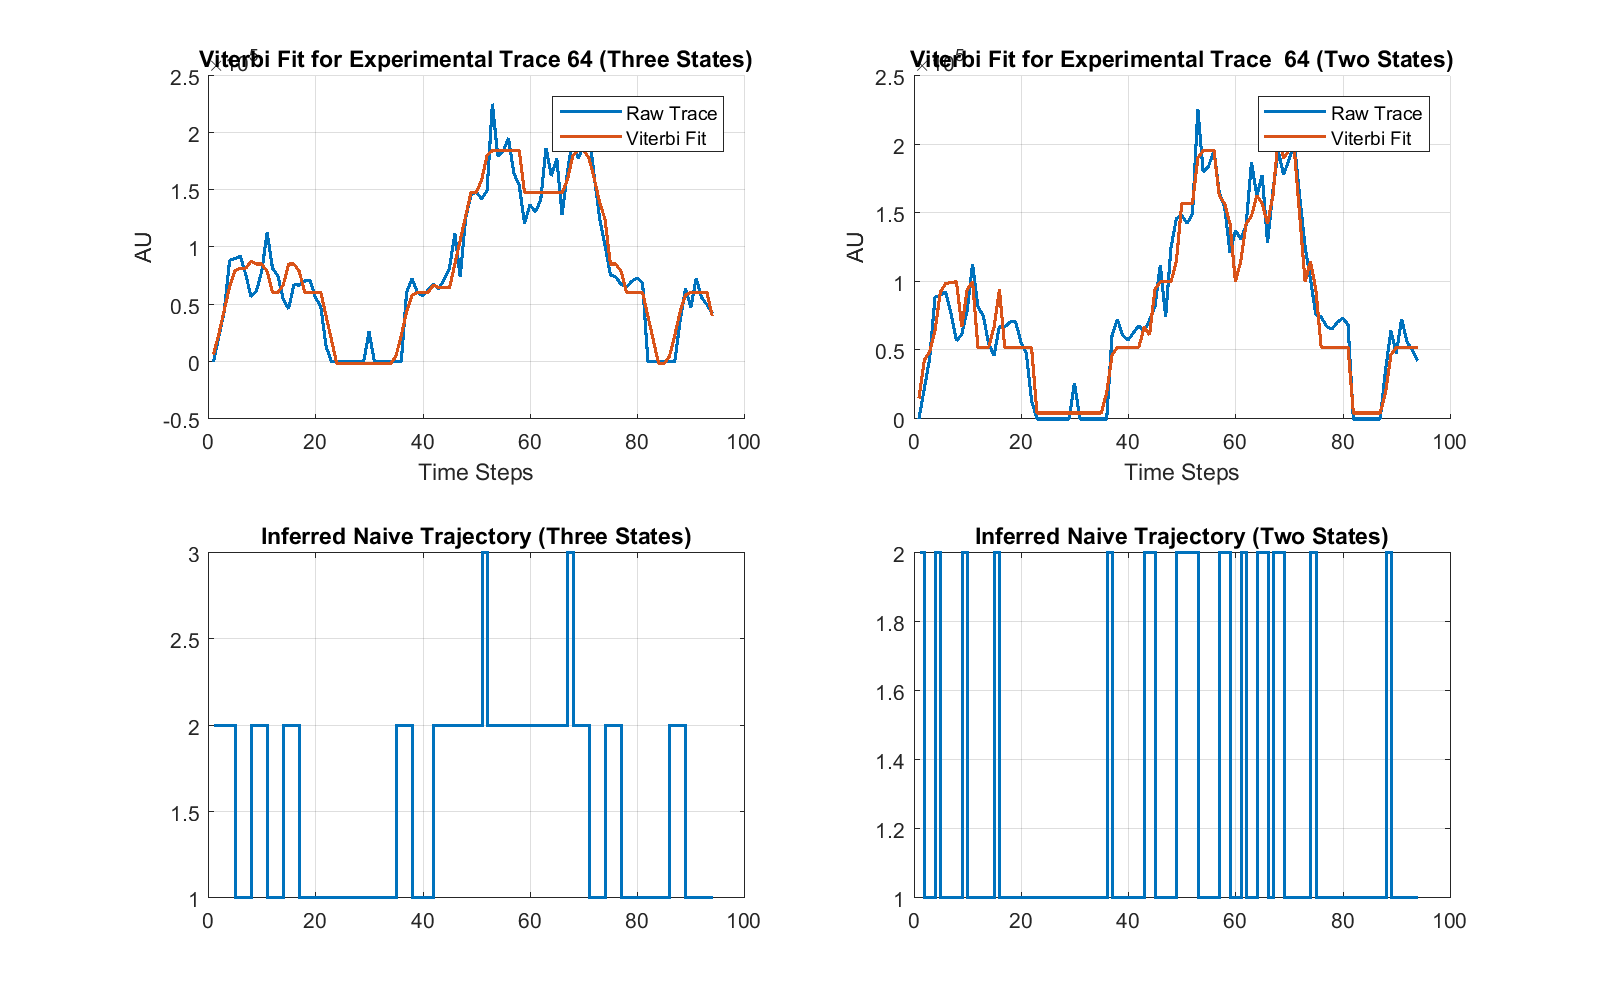 Viterbi Fit for Experimental Trace 64 (Three States)
×10^5
2.5
2
1.5
1
0.5
0
-0.5
AU
Raw Trace
Viterbi Fit
0 20 40 60 80 100
Time Steps
Viterbi Fit for Experimental Trace  64 (Two States)
×10^5
2.5
2
1.5
1
0.5
0
AU
Raw Trace
Viterbi Fit
0 20 40 60 80 100
Time Steps
Inferred Naive Trajectory (Three States)
3
2.5
2
1.5
1
0 20 40 60 80 100
Inferred Naive Trajectory (Two States)
2
1.8
1.6
1.4
1.2
1
0 20 40 60 80 100